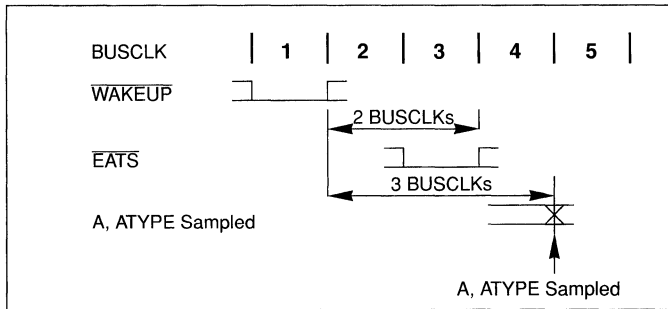 BUSCLK 1 2 3 4 5
WAKEUP
2 BUSCLKs
EATS
3 BUSCLKs
A, ATYPE Sampled
A, ATYPE Sampled